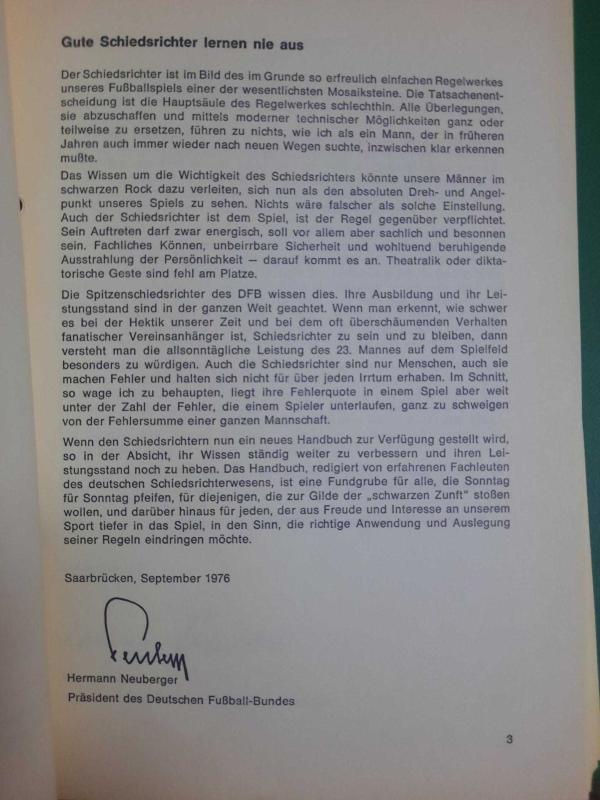 Gute Schiedsrichter lernen nie aus
Der Schiedsrichter ist im Bild des im Grunde so erfreulich einfachen Regelwerkes
unseres Fußballspiels einer der wesentlichsten Mosaiksteine. Die Tatsachenent-
scheidung ist die Hauptsäule des Regelwerkes schlechthin. Alle Überlegungen,
sie abzuschaffen und mittels moderner technischer Möglichkeiten ganz oder
teilweise zu ersetzen, führen zu nichts, wie ich als ein Mann, der in früheren
Jahren auch immer wieder nach neuen Wegen suchte, inzwischen klar erkennen
mußte.
Das Wissen um die Wichtigkeit des Schiedsrichters könnte unsere Männer im
schwarzen Rock dazu verleiten, sich nun als den absoluten Dreh- und Angel-
punkt unseres Spiels zu sehen. Nichts wäre falscher als solche Einstellung.
Auch der Schiedsrichter ist dem Spiel, ist der Regel gegenüber verpflichtet.
Sein Auftreten darf zwar energisch, soll vor allem aber sachlich und besonnen
sein. Fachliches Können, unbeirrbare Sicherheit und wohltuend beruhigende
Ausstrahlung der Persönlichkeit — darauf kommt es an. Theatralik oder dikta-
torische Geste sind fehl am Platze.
Die Spitzenschiedsrichter des DFB wissen dies. Ihre Ausbildung und ihr Lei-
stungsstand sind in der ganzen Welt geachtet. Wenn man erkennt, wie schwer
es bei der Hektik unserer Zeit und bei dem oft überschäumenden Verhalten
fanatischer Vereinsanhänger ist, Schiedsrichter zu sein und zu bleiben, dann
versteht man die allsonntägliche Leistung des 23. Mannes auf dem Spielfeld
besonders zu würdigen. Auch die Schiedsrichter sind nur Menschen, auch sie
machen Fehler und halten sich nicht für über jeden Irrtum erhaben. Im Schnitt,
so wage ich zu behaupten, liegt ihre Fehlerquote in einem Spiel aber weit
unter der Zahl der Fehler, die einem Spieler unterlaufen, ganz zu schweigen
von der Fehlersumme einer ganzen Mannschaft.
Wenn den Schiedsrichtern nun ein neues Handbuch zur Verfügung gestellt wird,
so in der Absicht, ihr Wissen ständig weiter zu verbessern und ihren Lei-
stungsstand noch zu heben. Das Handbuch, redigiert von erfahrenen Fachleuten
des deutschen Schiedsrichterwesens, ist eine Fundgrube für alle, die Sonntag
für Sonntag pfeifen, für diejenigen, die zur Gilde der „schwarzen Zunft" stoßen
wollen, und darüber hinaus für jeden, der aus Freude und Interesse an unserem
Sport tiefer in das Spiel, in den Sinn, die richtige Anwendung und Auslegung
seiner Regeln eindringen möchte.
Saarbrücken, September 1976
Hermann Neuberger
Präsident des Deutschen Fußball-Bundes
3